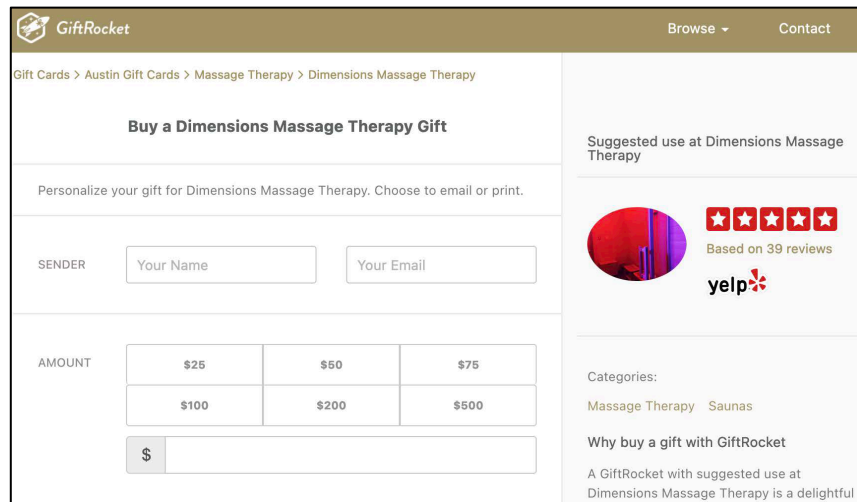 GiftRocket
Browse
Contact
Gift Cards > Austin Gift Cards > Massage Therapy > Dimensions Massage Therapy
Buy a Dimensions Massage Therapy Gift
Personalize your gift for Dimensions Massage Therapy. Choose to email or print.
SENDER
Your Name
Your Email
AMOUNT
$25
$50
$75
$100
$200
$500
$
Suggested use at Dimensions Massage
Therapy
Based on 39 reviews
yelp
Categories:
Massage Therapy
Saunas
Why buy a gift with GiftRocket
A GiftRocket with suggested use at
Dimensions Massage Therapy is a delightful